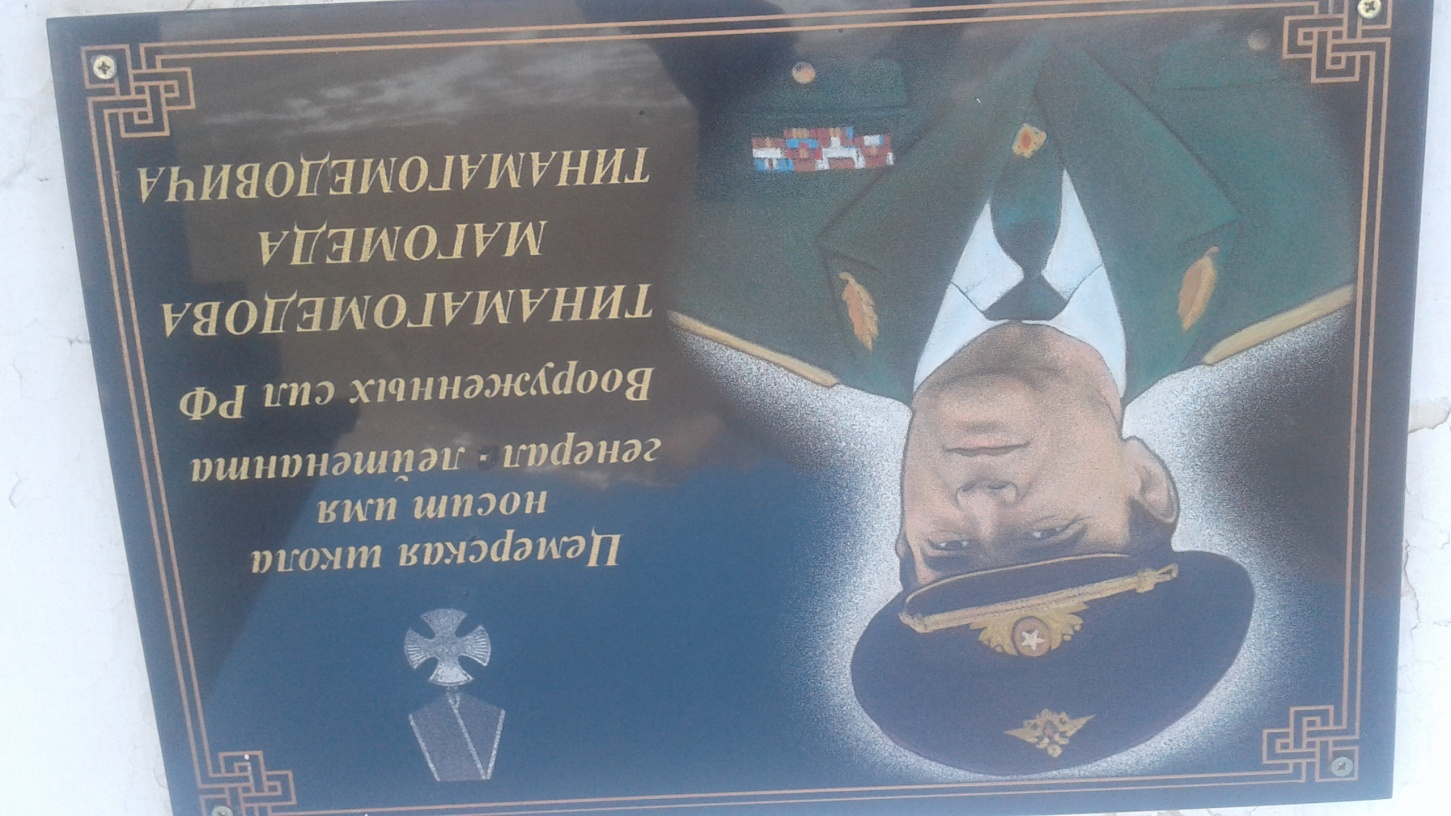 Цемерская школа
носит имя
генерал - лейтенанта
Вооруженных сил РФ
ТИНАМАГОМЕДОВА
МАГОМЕДА
ТИНАМАГОМЕДОВИЧА